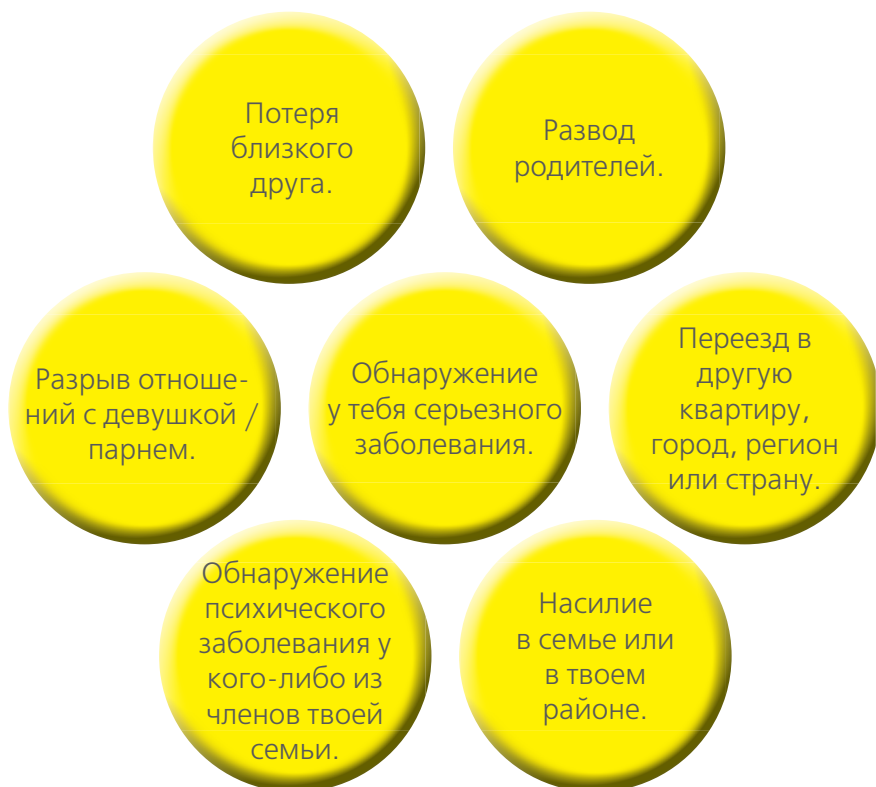 Потеря
близкого
друга.
Развод
родителей.
Разрыв отноше-
ний с девушкой /
парнем.
Обнаружение
у тебя серьезного
заболевания.
Переезд в
другую
квартиру,
город, регион
или страну.
Обнаружение
психического
заболевания у
кого-либо из
членов твоей
семьи.
Насилие
в семье или
в твоем
районе.